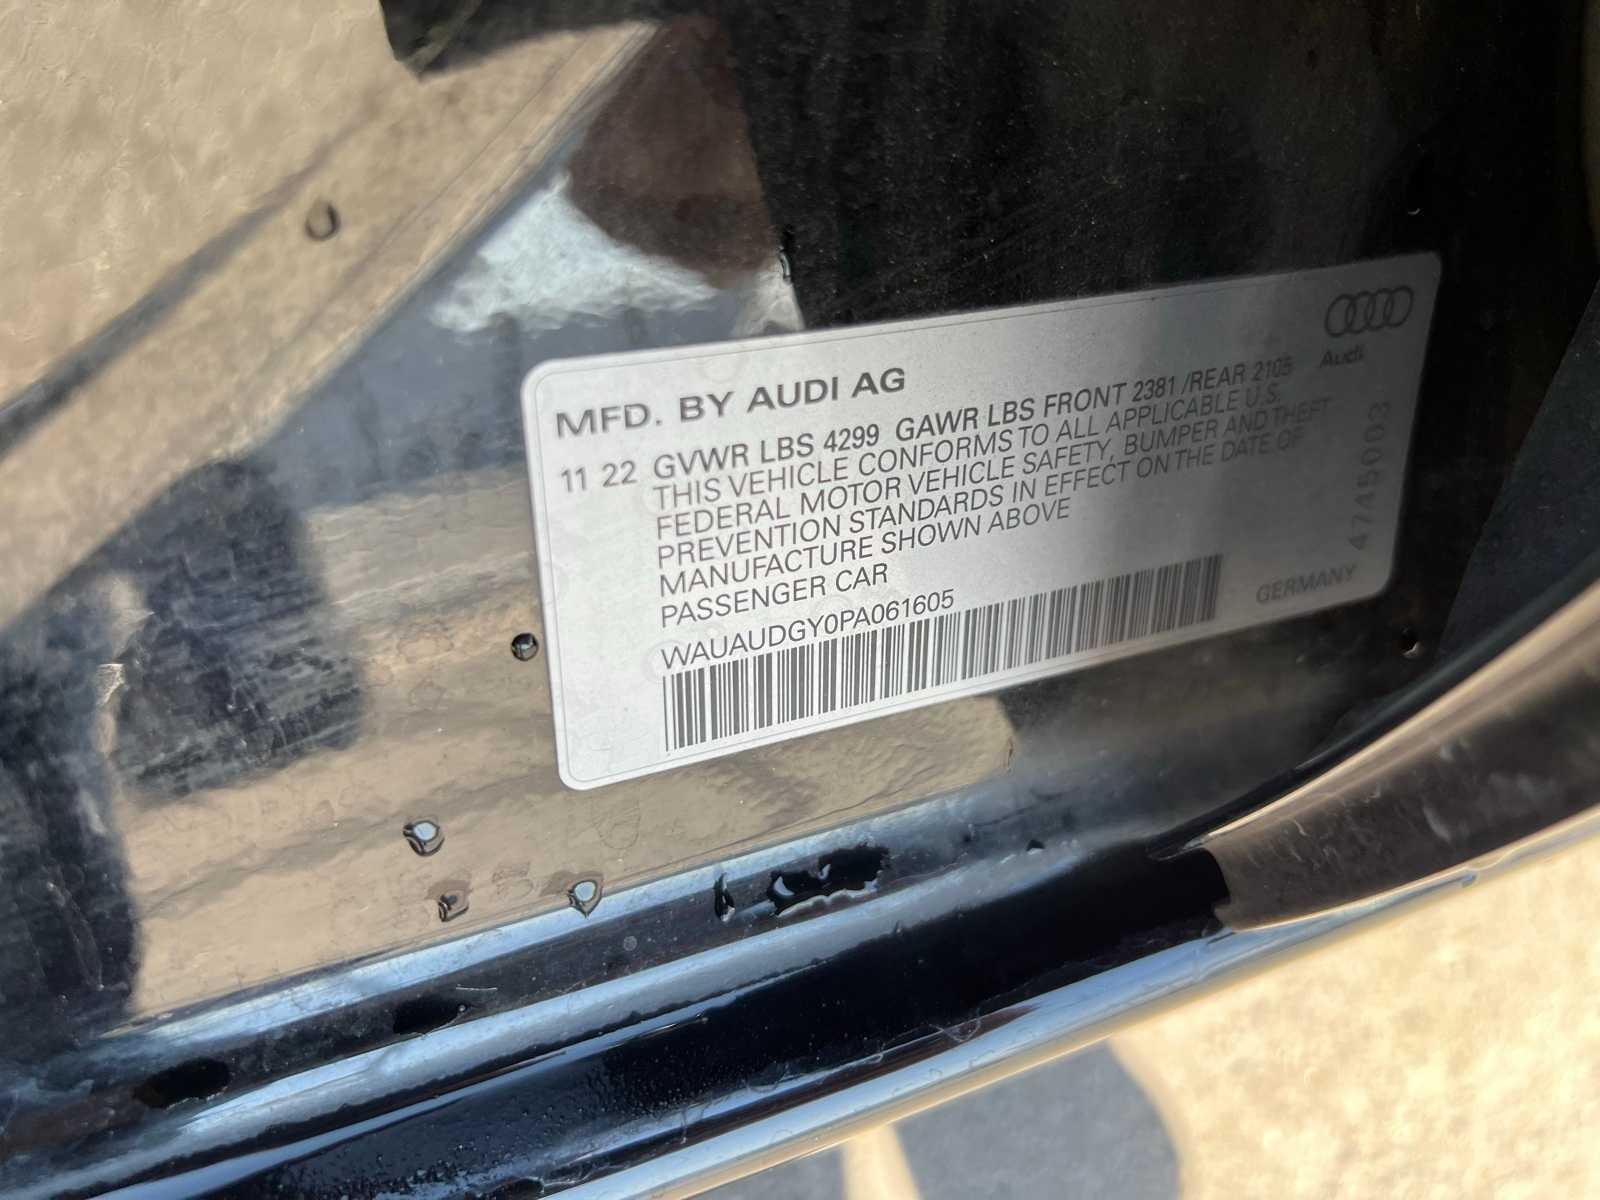 Audi
MFD. BY AUDI AG
11 22 GVWR LBS 4299 GAWR LBS FRONT 2381 /REAR 2105
THIS VEHICLE CONFORMS TO ALL APPLICABLE U.S.
FEDERAL MOTOR VEHICLE SAFETY, BUMPER AND THEFT
PREVENTION STANDARDS IN EFFECT ON THE DATE OF
MANUFACTURE SHOWN ABOVE
PASSENGER CAR
WAUAUDGY0PA061605
GERMANY
47459003